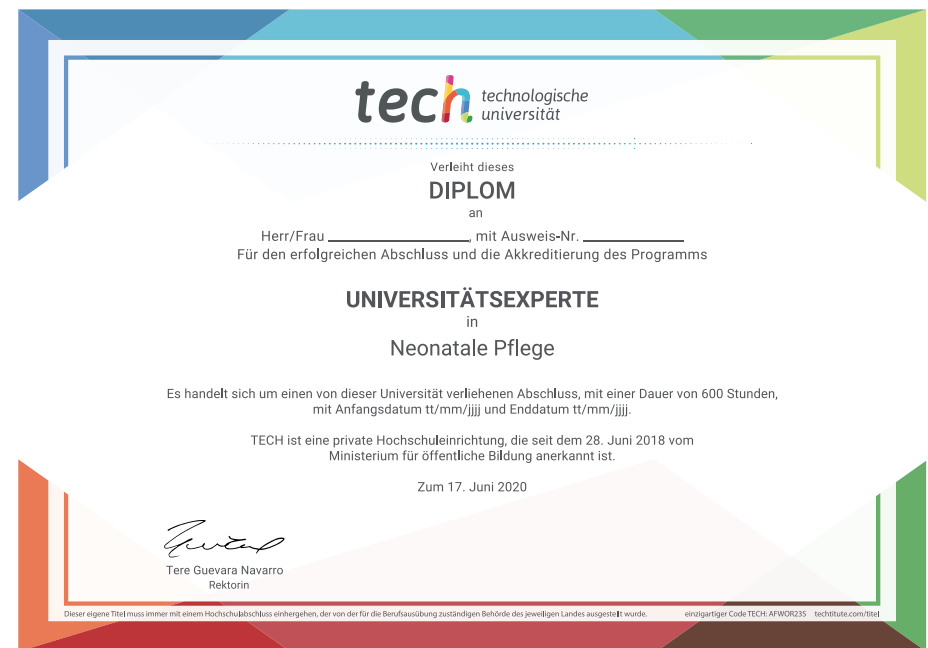 tech technologische
universität
Verleiht dieses
DIPLOM
an
Herr/Frau ____________________, mit Ausweis-Nr. ______________
Für den erfolgreichen Abschluss und die Akkreditierung des Programms
UNIVERSITÄTSEXPERTE
in
Neonatale Pflege
Es handelt sich um einen von dieser Universität verliehenen Abschluss, mit einer Dauer von 600 Stunden,
mit Anfangsdatum tt/mm/jjjj und Enddatum tt/mm/jjjj.
TECH ist eine private Hochschuleinrichtung, die seit dem 28. Juni 2018 vom
Ministerium für öffentliche Bildung anerkannt ist.
Zum 17. Juni 2020
Tere Guevara Navarro
Rektorin
Dieser eigene Titel muss immer mit einem Hochschulabschluss einhergehen, der von der für die Berufsausübung zuständigen Behörde des jeweiligen Landes ausgestellt wurde. einzigartiger Code TECH: AFWOR23S techtitute.com/titel